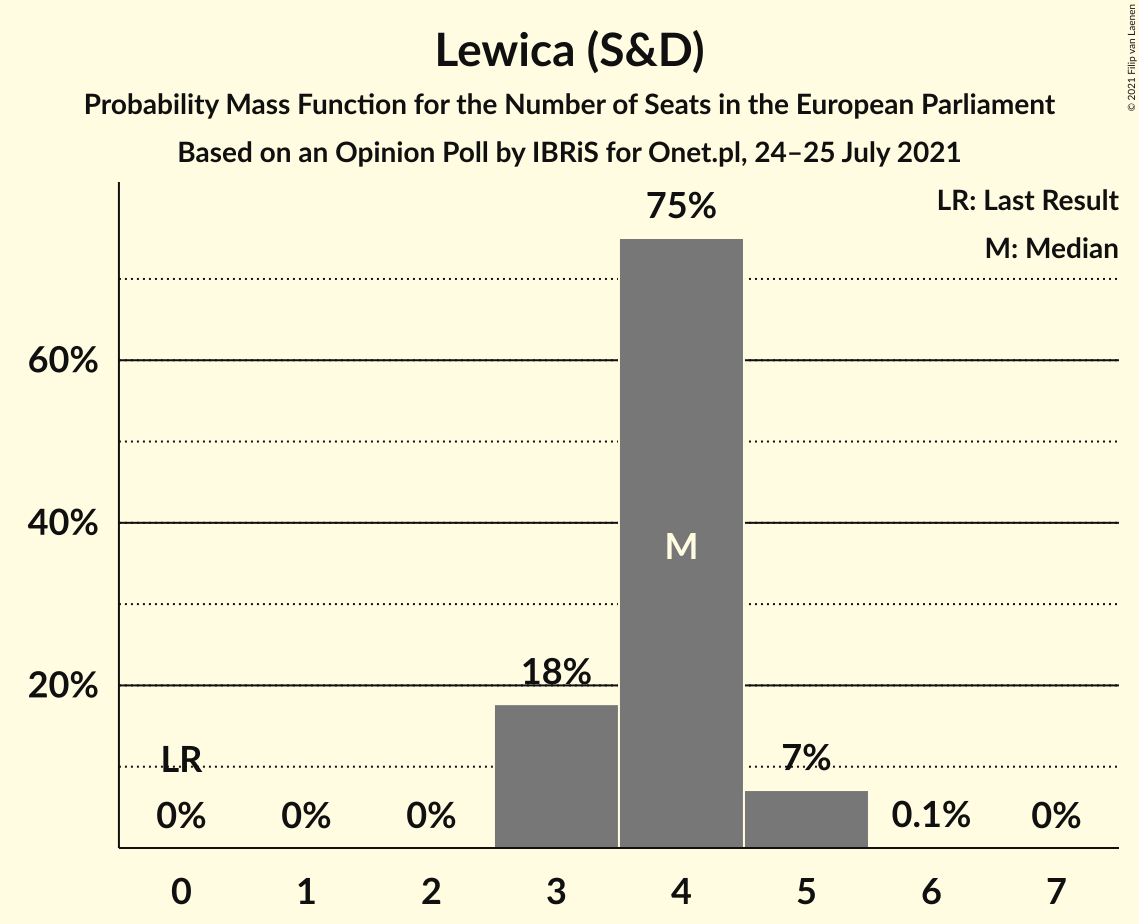 Lewica (S&D)
Probability Mass Function for the Number of Seats in the European Parliament
Based on an Opinion Poll by IBRiS for Onet.pl, 24–25 July 2021
© 2021 Filip van Laenen
LR: Last Result
M: Median
75%
60%
40%
M
20%
18%
LR
7%
0%
0%
0%
0.1%
0%
0
1
2
3
4
5
6
7